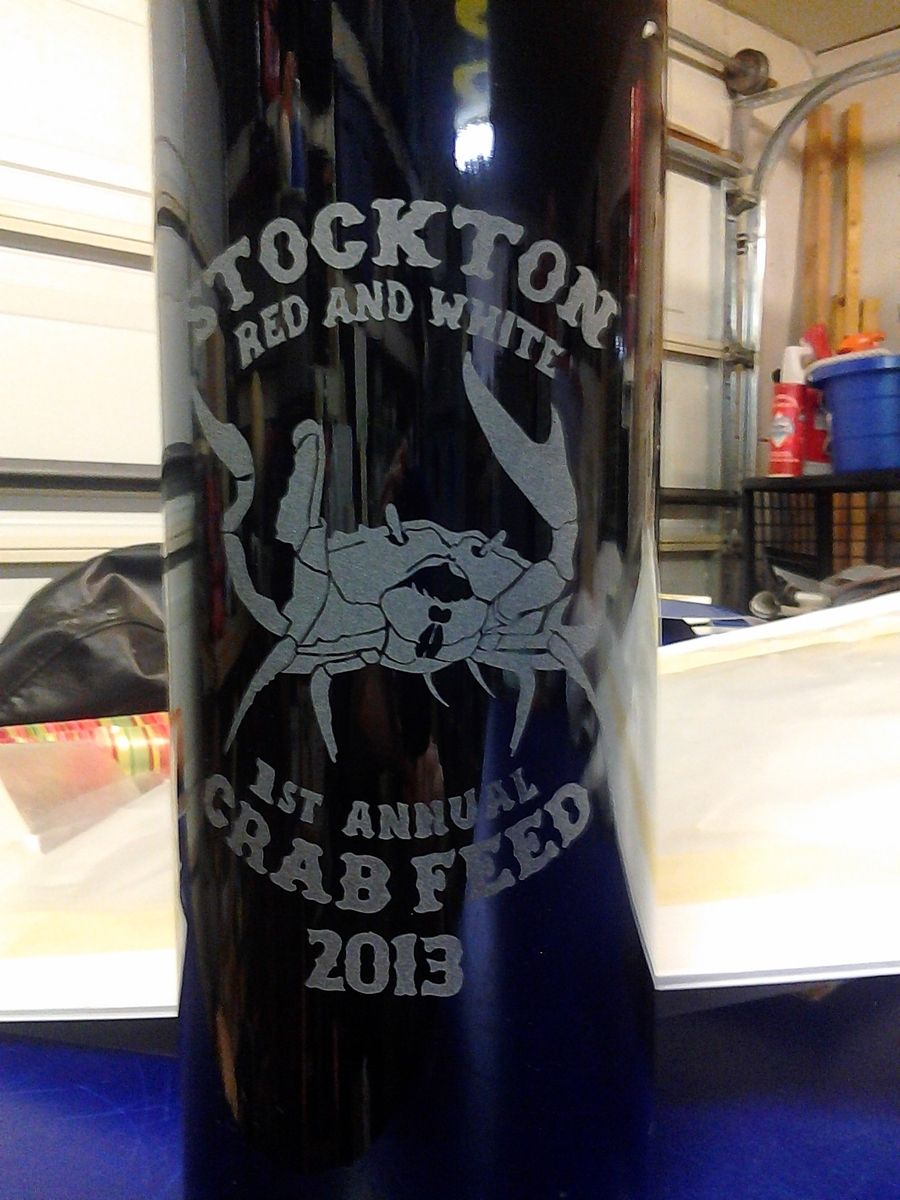 STOCKTON
RED AND WHITE
1ST ANNUAL
CRAB FEED
2013